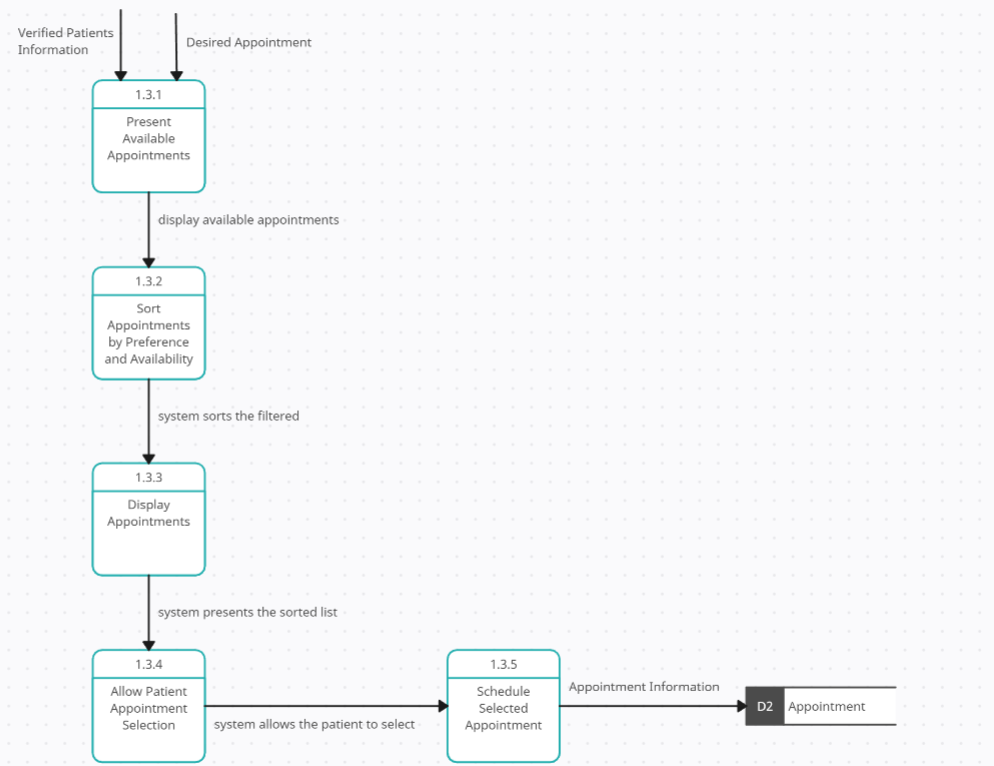 Verified Patients
Information
Desired Appointment
1.3.1
Present
Available
Appointments
display available appointments
1.3.2
Sort
Appointments
by Preference
and Availability
system sorts the filtered
1.3.3
Display
Appointments
system presents the sorted list
1.3.4
Allow Patient
Appointment
Selection
system allows the patient to select
1.3.5
Schedule
Selected
Appointment
Appointment Information
D2
Appointment